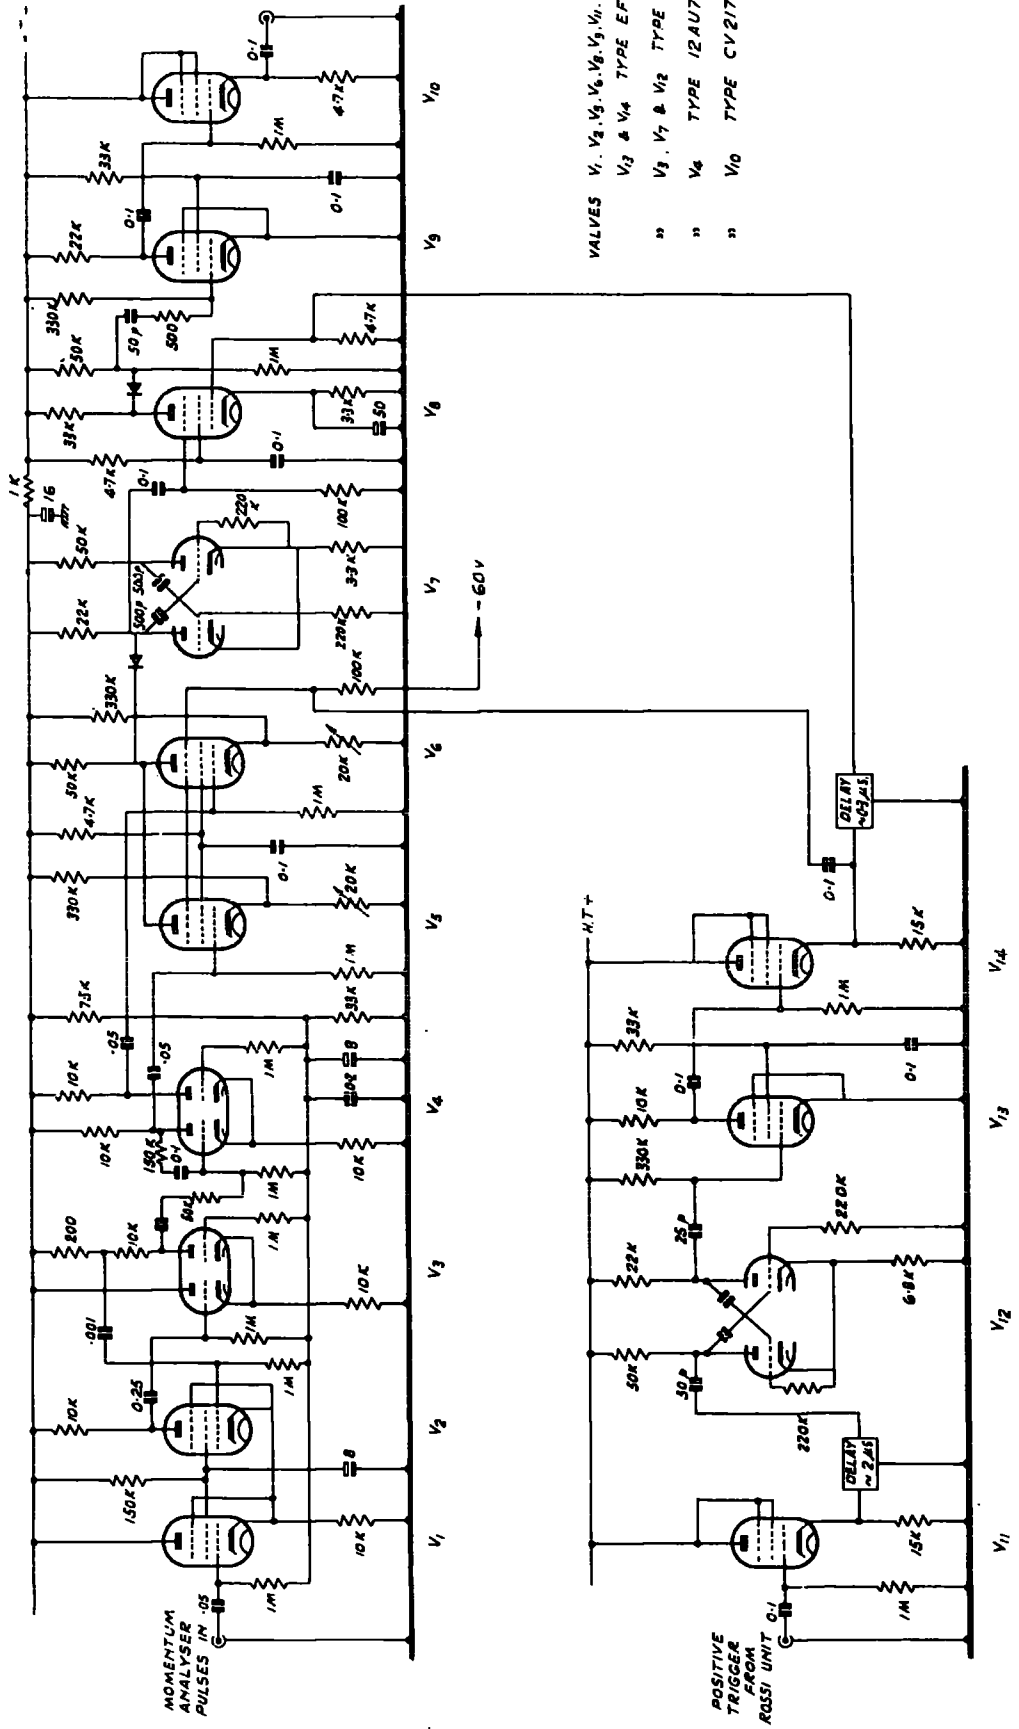 MOMENTUM
ANALYSER
PULSES IN
.05
1M
150K
10K
V1
10K
0.25
8
V2
.001
1M
1M
200
10K
10K
V3
1M
50K
1M
10K
150K
0.1
10K
10K
V4
1M
.05
.05
0.2
8
75K
33K
1M
330K
20K
V5
4.7K
0.1
50K
1M
20K
V6
330K
100K
-60V
22K
500P
500P
50K
220K
3.3K
V7
220
K
1K
16
0.1
100K
4.7K
0.1
33K
50
3.3K
V8
50K
1M
4.7K
330K
50P
500
22K
V9
0.1
33K
0.1
1M
V10
4.7K
0.1
POSITIVE
TRIGGER
FROM
ROSSI UNIT
0.1
1M
15K
V11
DELAY
~2μS
220K
30P
50K
22K
V12
6.8K
220K
25P
330K
10K
V13
0.1
33K
0.1
1M
H.T+
15K
V14
0.1
DELAY
~0.3μS.
VALVES V1. V2. V5. V6. V8. V9. V11.
V13 & V14 TYPE EF
" V3, V7 & V12 TYPE
" V4 TYPE 12AU7
" V10 TYPE CV217